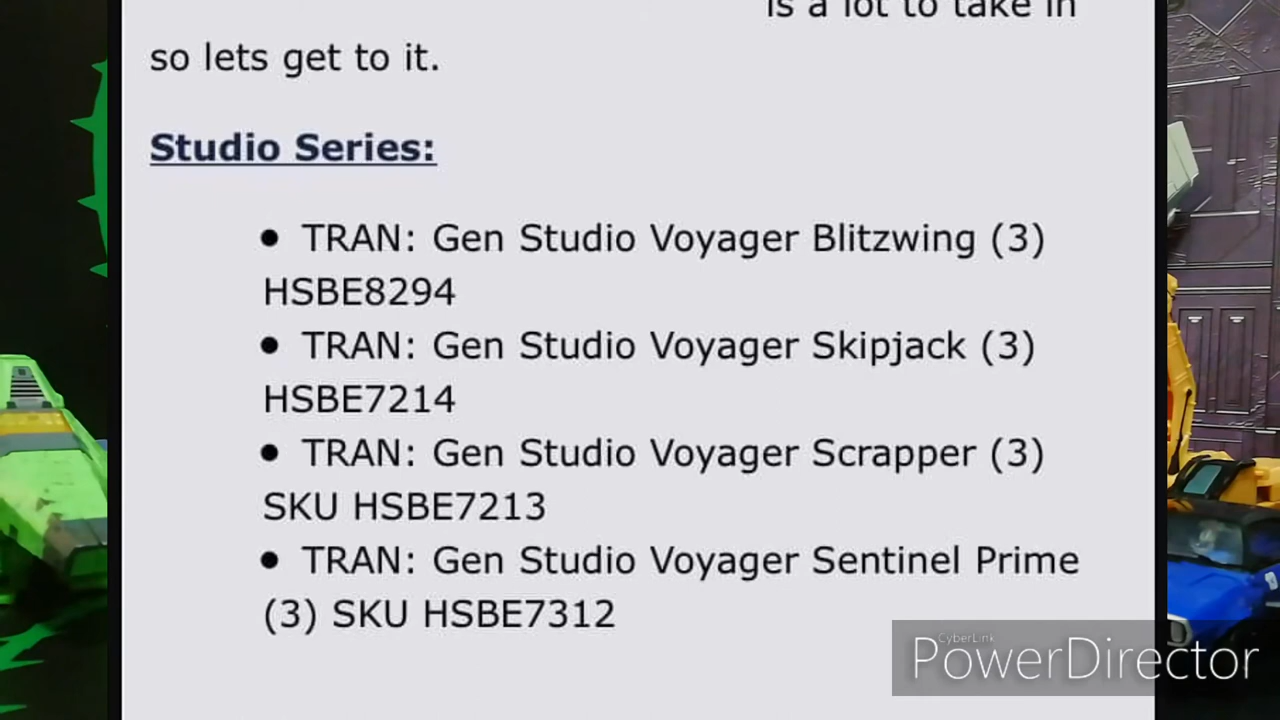 is a lot to take in
so lets get to it.
Studio Series:
● TRAN: Gen Studio Voyager Blitzwing (3)
HSBE8294
● TRAN: Gen Studio Voyager Skipjack (3)
HSBE7214
● TRAN: Gen Studio Voyager Scrapper (3)
SKU HSBE7213
● TRAN: Gen Studio Voyager Sentinel Prime
(3) SKU HSBE7312
CyberLink
PowerDirector